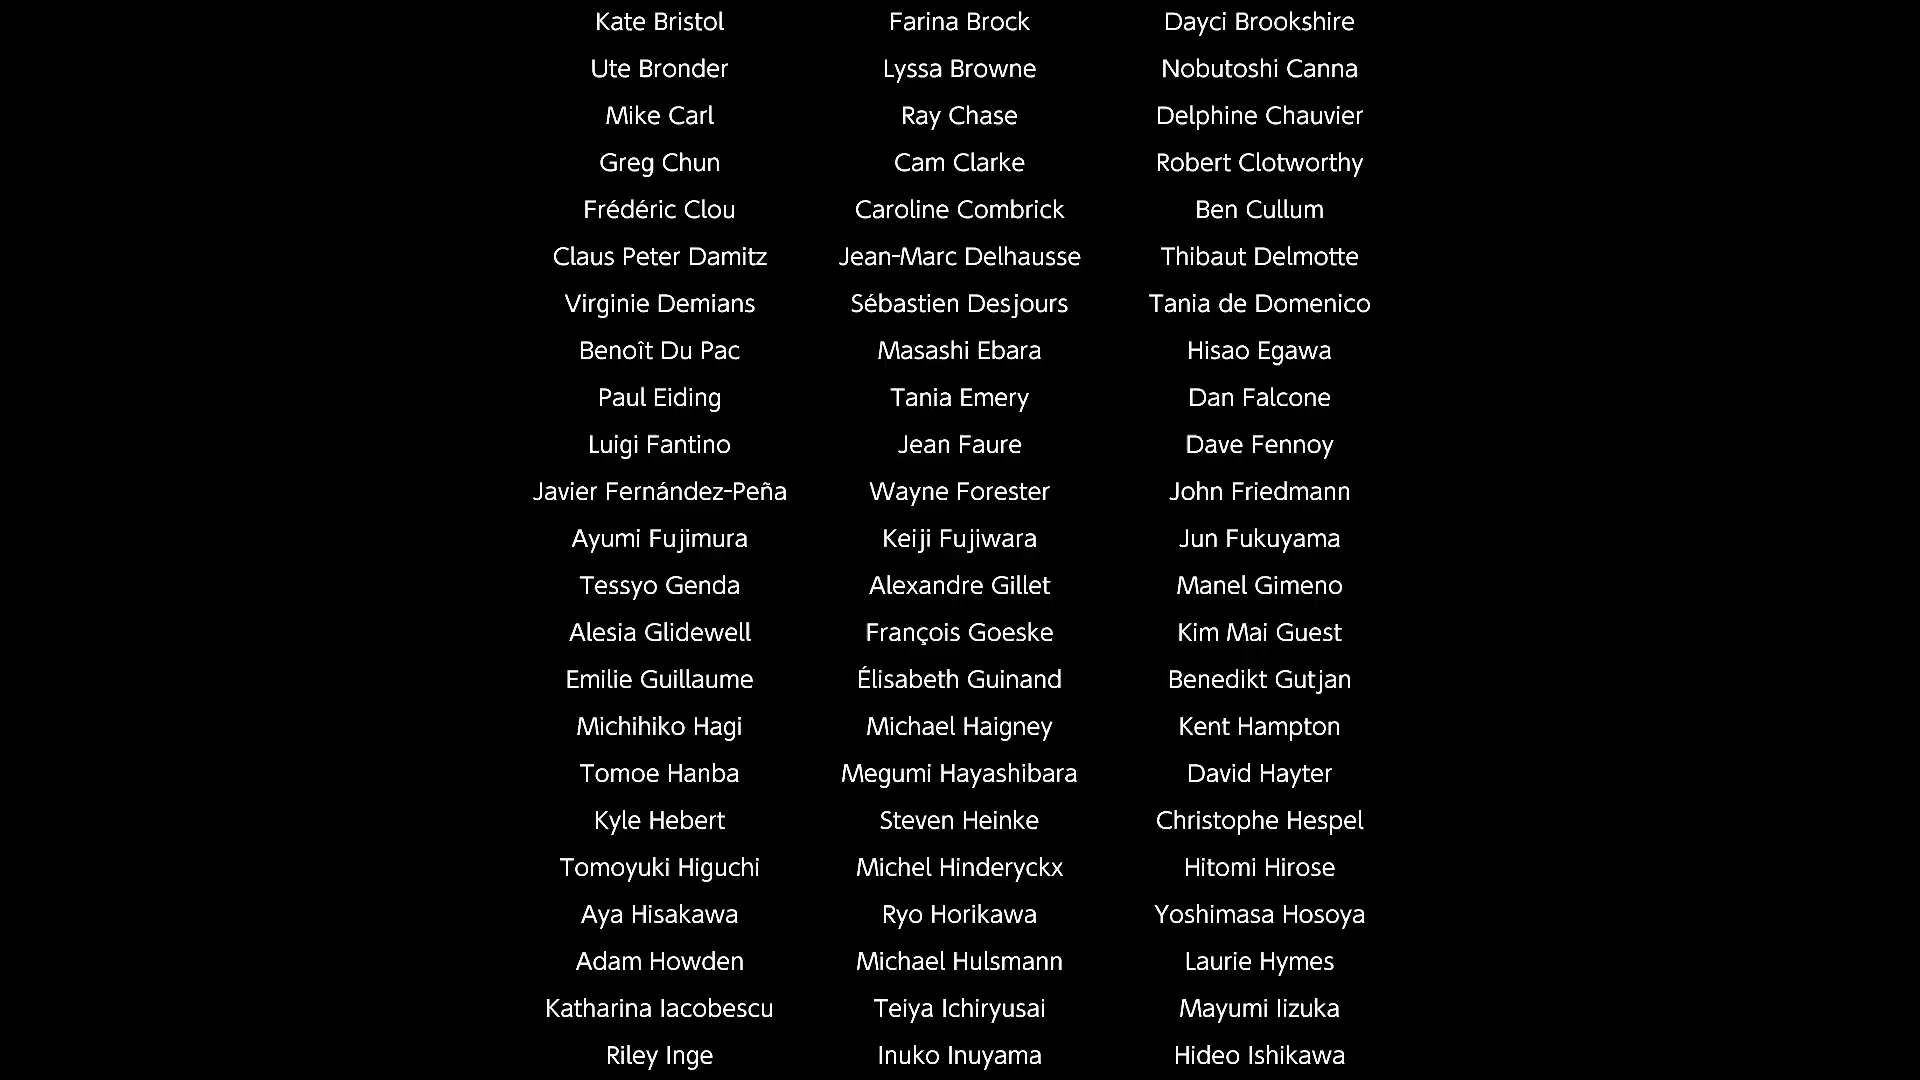 Kate Bristol Farina Brock Dayci Brookshire
Ute Bronder Lyssa Browne Nobutoshi Canna
Mike Carl Ray Chase Delphine Chauvier
Greg Chun Cam Clarke Robert Clotworthy
Frédéric Clou Caroline Combrick Ben Cullum
Claus Peter Damitz Jean-Marc Delhausse Thibaut Delmotte
Virginie Demians Sébastien Desjours Tania de Domenico
Benoît Du Pac Masashi Ebara Hisao Egawa
Paul Eiding Tania Emery Dan Falcone
Luigi Fantino Jean Faure Dave Fennoy
Javier Fernández-Peña Wayne Forester John Friedmann
Ayumi Fujimura Keiji Fujiwara Jun Fukuyama
Tessyo Genda Alexandre Gillet Manel Gimeno
Alesia Glidewell François Goeske Kim Mai Guest
Emilie Guillaume Élisabeth Guinand Benedikt Gutjan
Michihiko Hagi Michael Haigney Kent Hampton
Tomoe Hanba Megumi Hayashibara David Hayter
Kyle Hebert Steven Heinke Christophe Hespel
Tomoyuki Higuchi Michel Hinderyckx Hitomi Hirose
Aya Hisakawa Ryo Horikawa Yoshimasa Hosoya
Adam Howden Michael Hulsmann Laurie Hymes
Katharina Iacobescu Teiya Ichiryusai Mayumi Iizuka
Riley Inge Inuko Inuyama Hideo Ishikawa